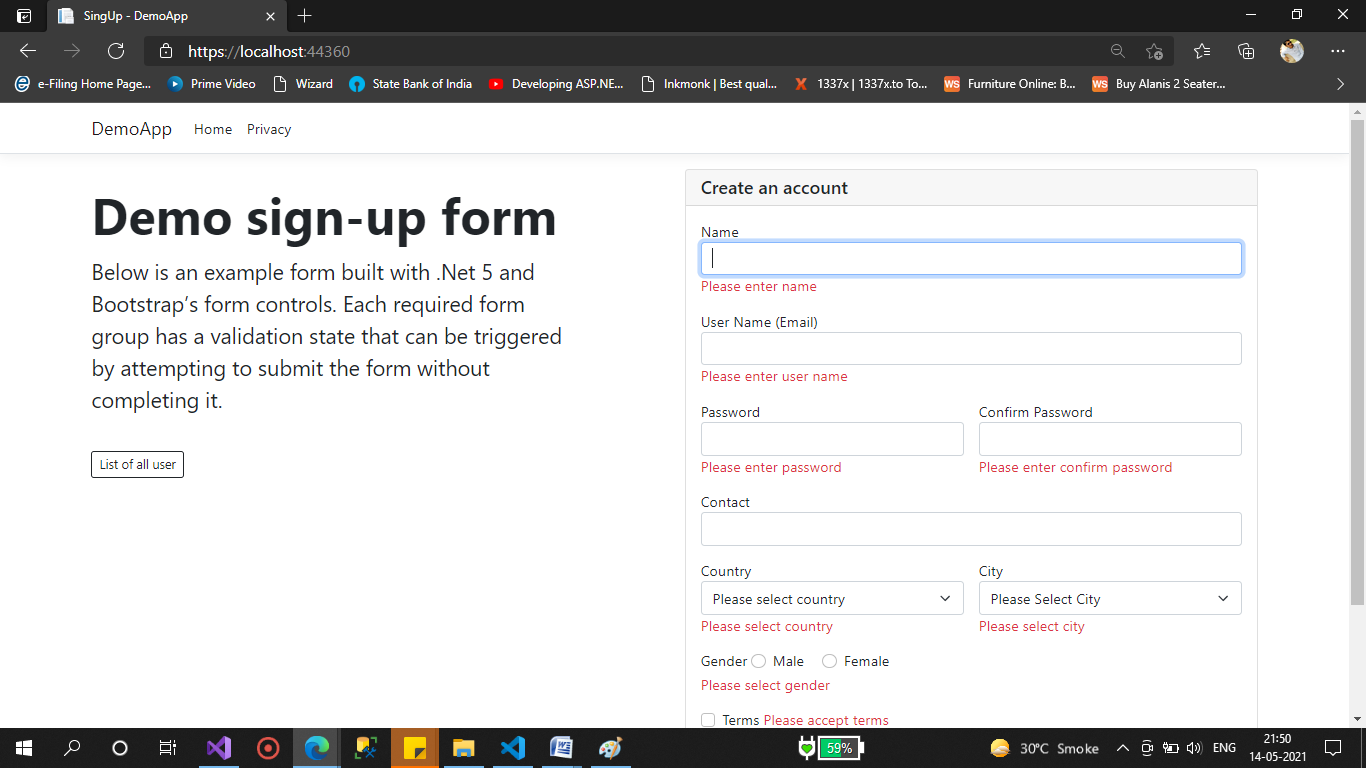 SingUp - DemoApp
https://localhost:44360
e-Filing Home Page...
Prime Video
Wizard
State Bank of India
Developing ASP.NE...
Inkmonk | Best qual...
1337x | 1337x.to To...
WS
Furniture Online: B...
WS
Buy Alanis 2 Seater...
DemoApp
Home
Privacy
Demo sign-up form
Below is an example form built with .Net 5 and
Bootstrap’s form controls. Each required form
group has a validation state that can be triggered
by attempting to submit the form without
completing it.
List of all user
Create an account
Name
Please enter name
User Name (Email)
Please enter user name
Password
Confirm Password
Please enter password
Please enter confirm password
Contact
Country
City
Please select country
Please Select City
Please select country
Please select city
Gender Male Female
Please select gender
Terms Please accept terms
59%
30°C Smoke
ENG
21:50
14-05-2021